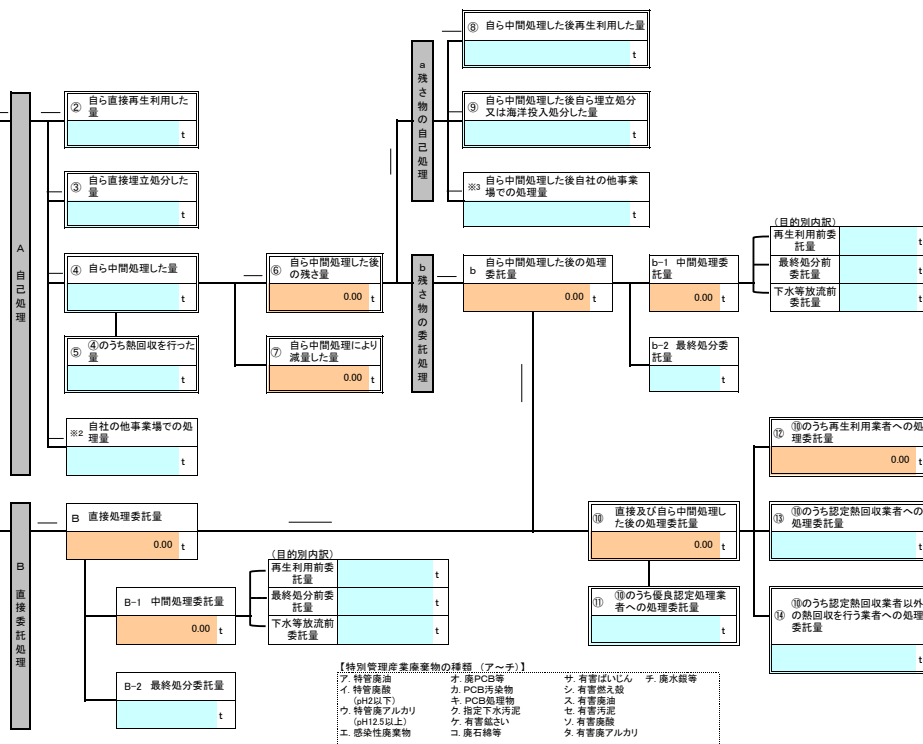 A 自己処理
②
自ら直接再生利用した
量
t
③
自ら直接埋立処分した
量
t
④ 自ら中間処理した量
t
⑤
④のうち熱回収を行った
量
t
※2
自社の他事業場での処
理量
t
⑥
自ら中間処理した後
の残さ量
0.00 t
⑦
自ら中間処理により
減量した量
0.00 t
a 残さ物の自己処理
⑧ 自ら中間処理した後再生利用した量
t
⑨
自ら中間処理した後自ら埋立処分
又は海洋投入処分した量
t
※3
自ら中間処理した後自社の他事業
場での処理量
t
b 残さ物の委託処理
b
自ら中間処理した後の処理
委託量
0.00 t
b-1 中間処理委
託量
0.00 t
(目的別内訳)
再生利用前委
託量
t
最終処分前
委託量
t
下水等放流前
委託量
t
b-2 最終処分委
託量
t
B 直接委託処理
B 直接処理委託量
0.00 t
B-1 中間処理委託量
0.00 t
(目的別内訳)
再生利用前委
託量
t
最終処分前委
託量
t
下水等放流前
委託量
t
B-2 最終処分委託量
t
⑩
直接及び自ら中間処理し
た後の処理委託量
0.00 t
⑪
⑩のうち優良認定処理業
者への処理委託量
t
⑫
⑩のうち再生利用業者への処
理委託量
0.00 t
⑬
⑩のうち認定熱回収業者への
処理委託量
t
⑭
⑩のうち認定熱回収業者以外
の熱回収を行う業者への処理
委託量
t
【特別管理産業廃棄物の種類 (ア～チ)】
ア. 特管廃油 オ. 廃PCB等 サ. 有害ばいじん チ. 廃水銀等
イ. 特管廃酸 カ. PCB汚染物 シ. 有害燃え殻
(pH2以下) キ. PCB処理物 ス. 有害廃油
ウ. 特管廃アルカリ ク. 指定下水汚泥 セ. 有害汚泥
(pH12.5以上) ケ. 有害鉱さい ソ. 有害廃酸
エ. 感染性廃棄物 コ. 廃石綿等 タ. 有害廃アルカリ